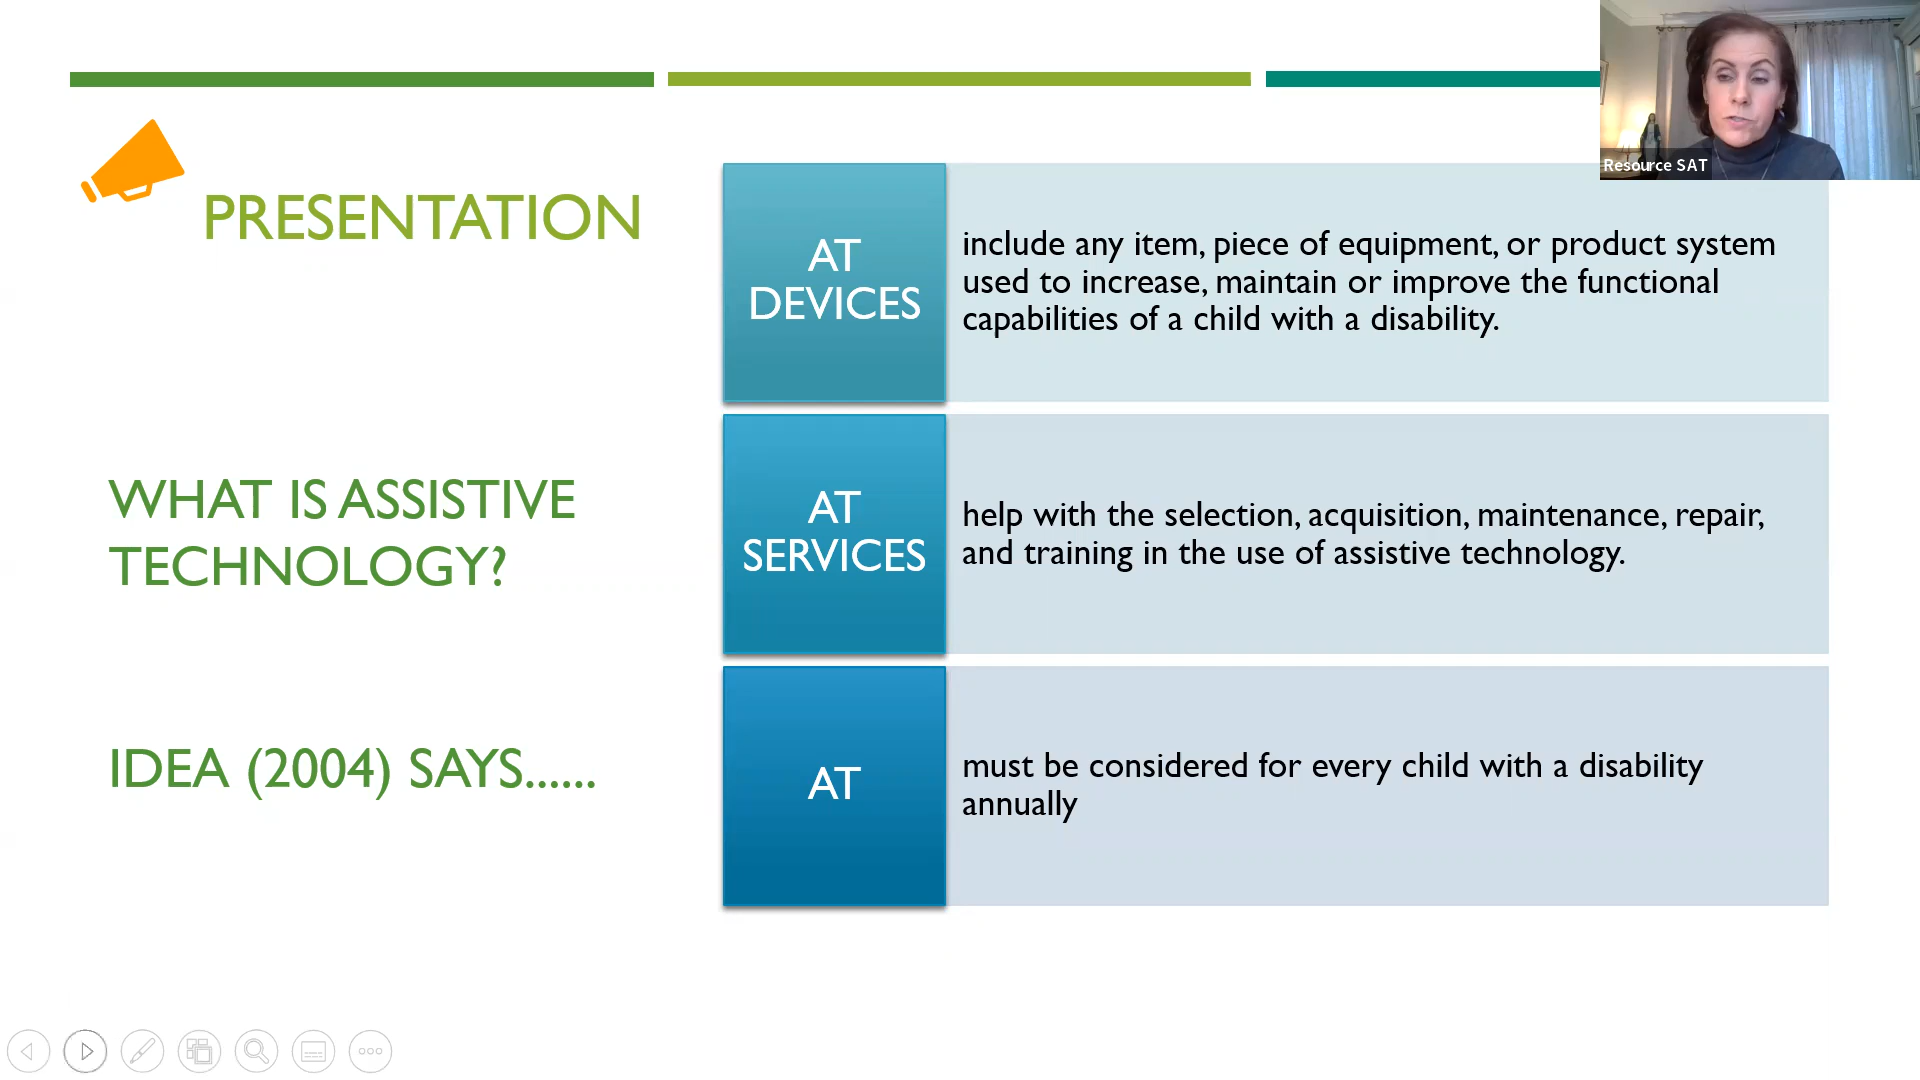 PRESENTATION
WHAT IS ASSISTIVE
TECHNOLOGY?
IDEA (2004) SAYS......
AT
DEVICES
include any item, piece of equipment, or product system
used to increase, maintain or improve the functional
capabilities of a child with a disability.
AT
SERVICES
help with the selection, acquisition, maintenance, repair,
and training in the use of assistive technology.
AT
must be considered for every child with a disability
annually
Resource SAT